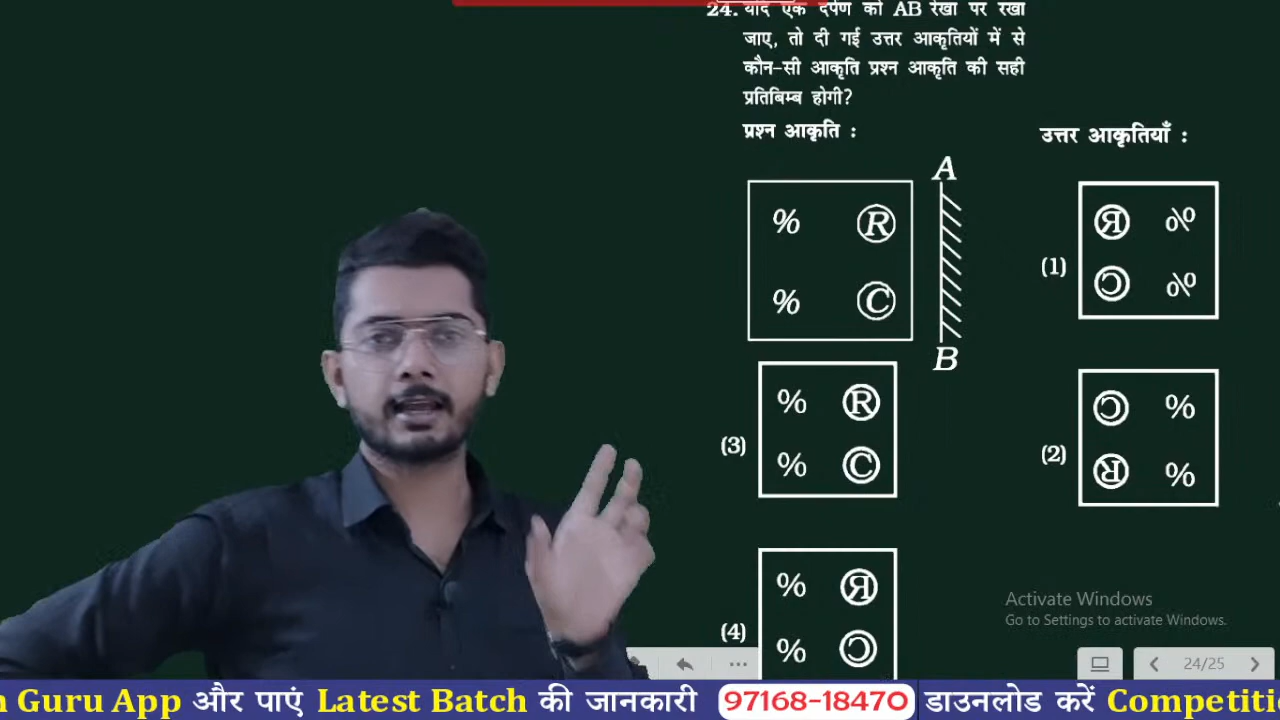 24. यदि एक दर्पण को AB रेखा पर रखा
जाए, तो दी गई उत्तर आकृतियों में से
कौन-सी आकृति प्रश्न आकृति की सही
प्रतिबिम्ब होगी?
प्रश्न आकृति :
उत्तर आकृतियाँ :
A
% R
% C
B
(1)
R %
C %
(3)
% R
% C
(2)
C %
R %
(4)
% R
% C
Activate Windows
Go to Settings to activate Windows.
24/25
Guru App और पाएं Latest Batch की जानकारी 97168-18470 डाउनलोड करें